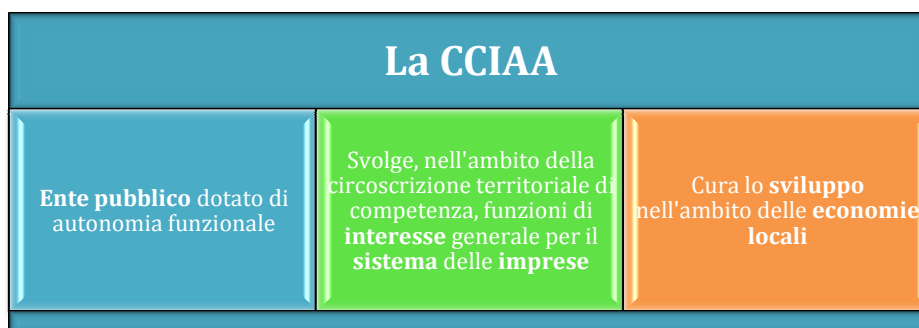 La CCIAA
Ente pubblico dotato di
autonomia funzionale
Svolge, nell'ambito della
circoscrizione territoriale di
competenza, funzioni di
interesse generale per il
sistema delle imprese
Cura lo sviluppo
nell'ambito delle economie
locali